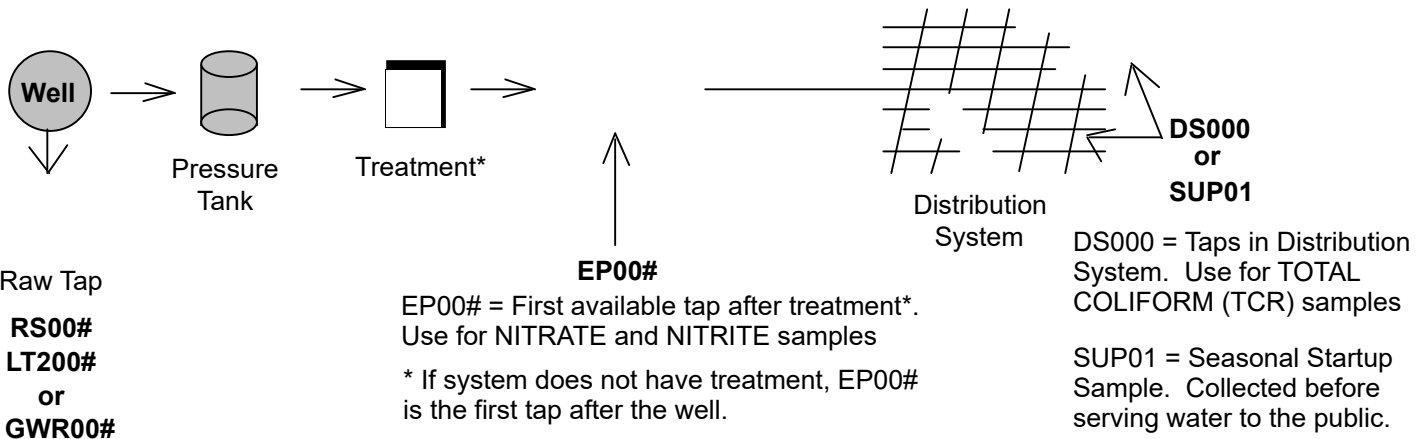 Well
Pressure
Tank
Treatment*
Distribution
System
DS000
or
SUP01
Raw Tap
RS00#
LT200#
or
GWR00#
EP00#
EP00# = First available tap after treatment*.
Use for NITRATE and NITRITE samples
* If system does not have treatment, EP00#
is the first tap after the well.
DS000 = Taps in Distribution
System. Use for TOTAL
COLIFORM (TCR) samples
SUP01 = Seasonal Startup
Sample. Collected before
serving water to the public.